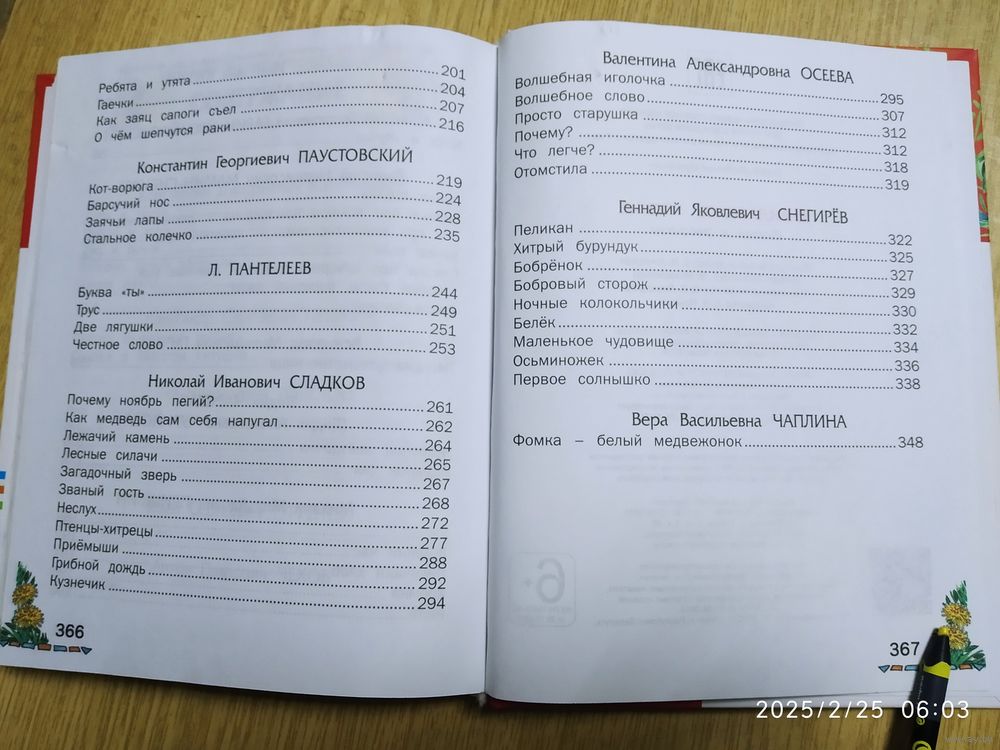 Ребята и утята 201
Гаечки 204
Как заяц сапоги съел 207
О чём шепчутся раки 216
Константин Георгиевич ПАУСТОВСКИЙ
Кот-ворюга 219
Барсучий нос 224
Заячьи лапы 228
Стальное колечко 235
Л. ПАНТЕЛЕЕВ
Буква «ты» 244
Трус 249
Две лягушки 251
Честное слово 253
Николай Иванович СЛАДКОВ
Почему ноябрь пегий? 261
Как медведь сам себя напугал 262
Лежачий камень 264
Лесные силачи 265
Загадочный зверь 267
Званый гость 268
Неслух 272
Птенцы-хитрецы 277
Приёмыши 288
Грибной дождь 292
Кузнечик 294
366
Валентина Александровна ОСЕЕВА
Волшебная иголочка 295
Волшебное слово 307
Просто старушка 312
Почему? 312
Что легче? 318
Отомстила 319
Геннадий Яковлевич СНЕГИРЁВ
Пеликан 322
Хитрый бурундук 325
Бобрёнок 327
Бобровый сторож 329
Ночные колокольчики 330
Белёк 332
Маленькое чудовище 334
Осьминожек 336
Первое солнышко 338
Вера Васильевна ЧАПЛИНА
Фомка – белый медвежонок 348
367
2025/2/25 06:03